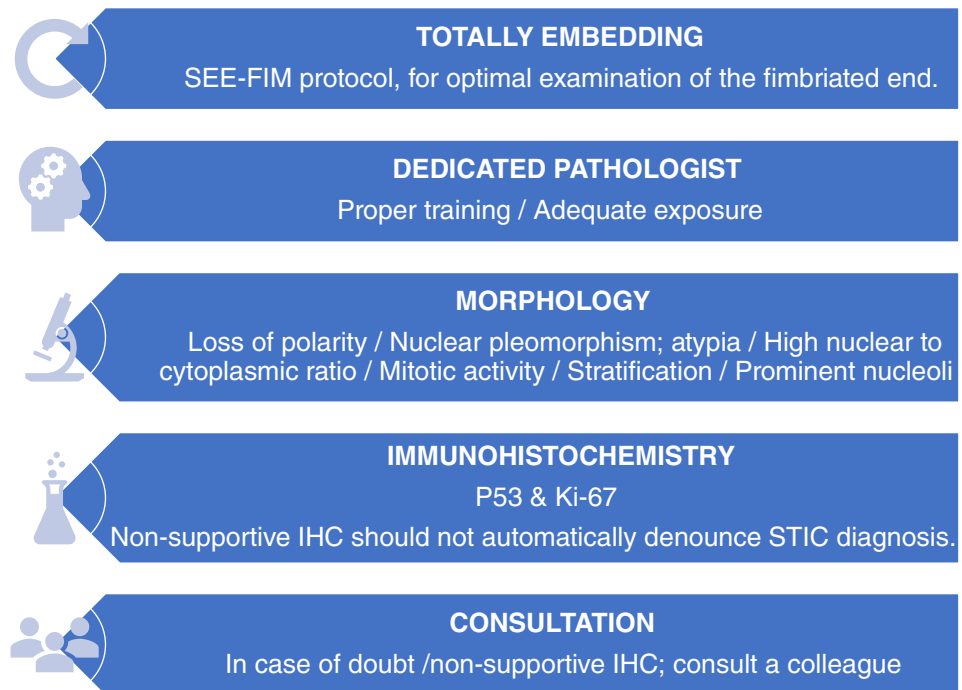 TOTALLY EMBEDDING
SEE-FIM protocol, for optimal examination of the fimbriated end.
DEDICATED PATHOLOGIST
Proper training / Adequate exposure
MORPHOLOGY
Loss of polarity / Nuclear pleomorphism; atypia / High nuclear to
cytoplasmic ratio / Mitotic activity / Stratification / Prominent nucleoli
IMMUNOHISTOCHEMISTRY
P53 & Ki-67
Non-supportive IHC should not automatically denounce STIC diagnosis.
CONSULTATION
In case of doubt /non-supportive IHC; consult a colleague